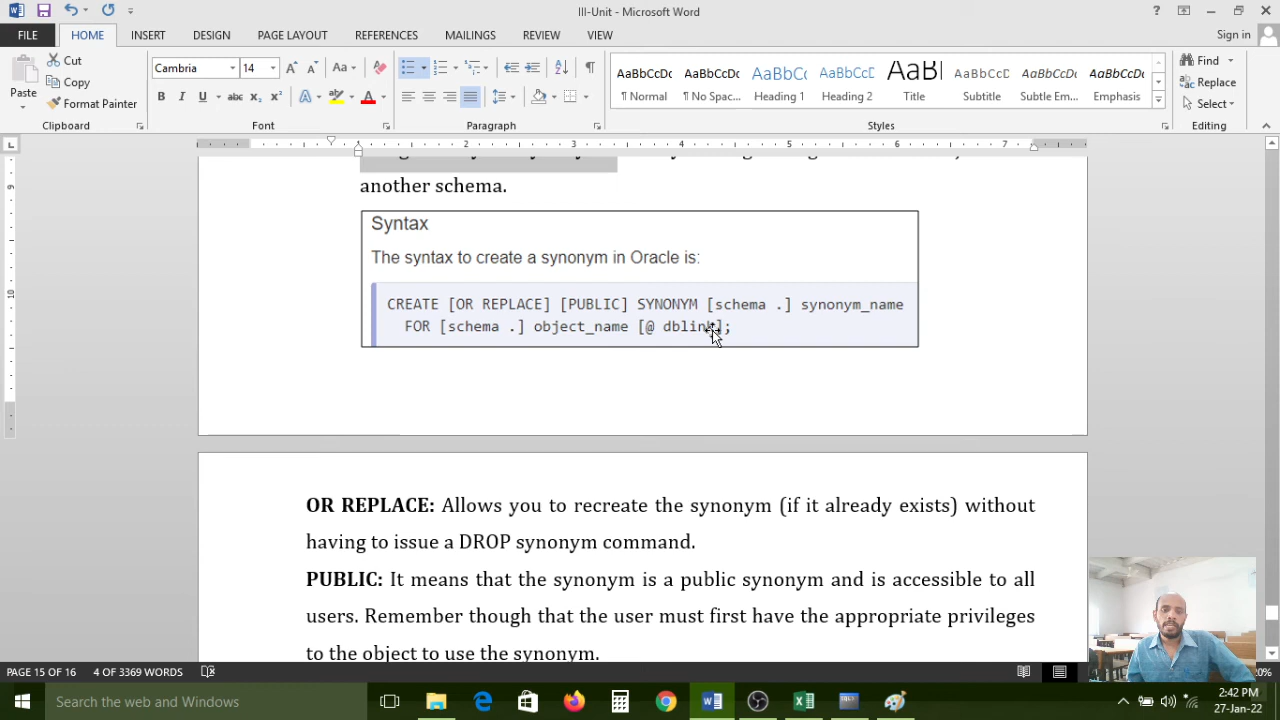 III-Unit - Microsoft Word
FILE HOME INSERT DESIGN PAGE LAYOUT REFERENCES MAILINGS REVIEW VIEW Sign in
Paste
Cut
Copy
Format Painter
Clipboard
Cambria 14
Font
Paragraph
AaBbCcDc AaBbCcDc AaBbC AaBbCc AaB AaBbCcC AaBbCcDc AaBbCcDc
¶ Normal ¶ No Spac... Heading 1 Heading 2 Title Subtitle Subtle Em... Emphasis
Styles
Find
Replace
Select
Editing
another schema.
Syntax
The syntax to create a synonym in Oracle is:
CREATE [OR REPLACE] [PUBLIC] SYNONYM [schema .] synonym_name
FOR [schema .] object_name [@ dblink];
OR REPLACE: Allows you to recreate the synonym (if it already exists) without
having to issue a DROP synonym command.
PUBLIC: It means that the synonym is a public synonym and is accessible to all
users. Remember though that the user must first have the appropriate privileges
to the object to use the synonym.
PAGE 15 OF 16 4 OF 3369 WORDS
Search the web and Windows
2:42 PM
27-Jan-22